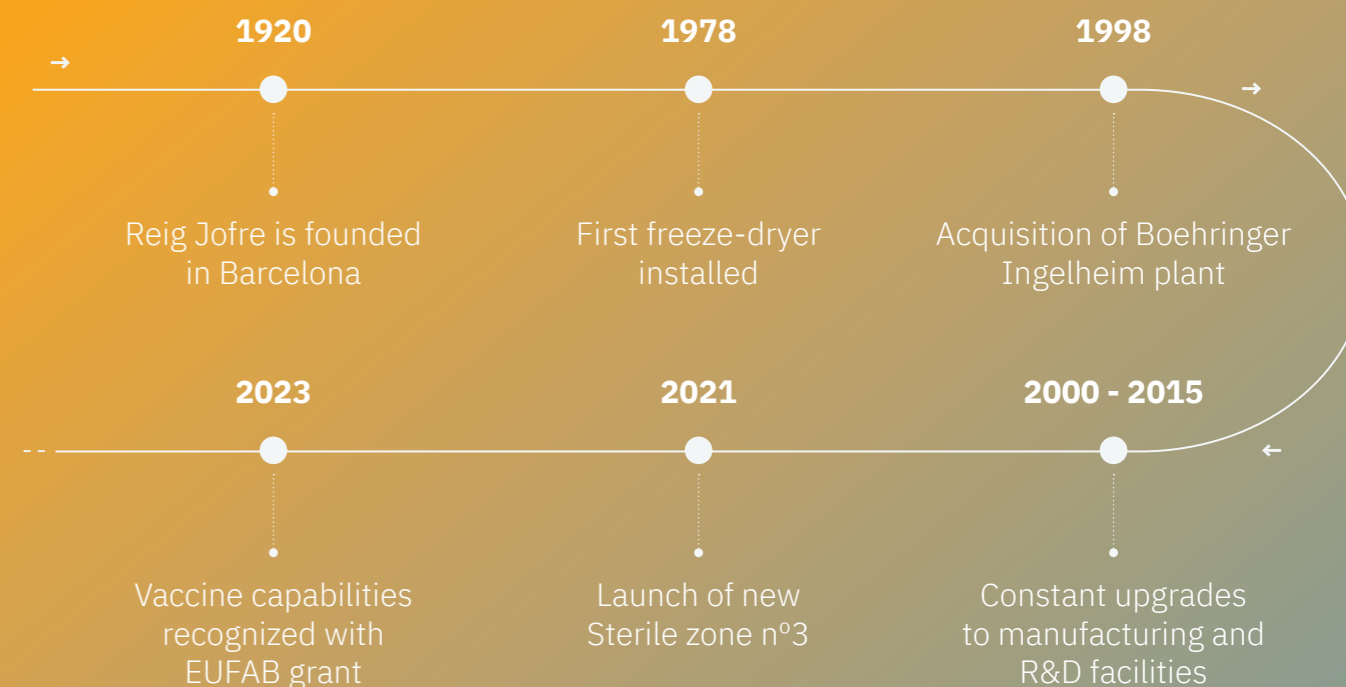 1920
Reig Jofre is founded
in Barcelona
1978
First freeze-dryer
installed
1998
Acquisition of Boehringer
Ingelheim plant
2000 - 2015
Constant upgrades
to manufacturing and
R&D facilities
2021
Launch of new
Sterile zone nº3
2023
Vaccine capabilities
recognized with
EUFAB grant